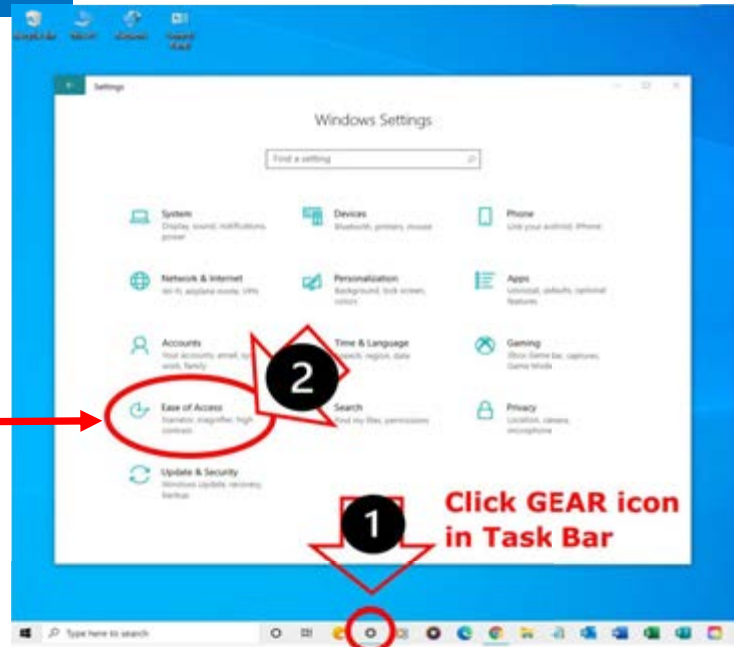 Settings
Windows Settings
Find a setting
System
Display, sound, notifications,
power
Devices
Bluetooth, printers, mouse
Phone
Link your android, iPhone
Network & Internet
Wi-Fi, airplane mode, VPN
Personalization
Background, lock screen,
colors
Apps
Uninstall, defaults, optional
features
Accounts
Your accounts, email,
work, family
Time & Language
Speech, region, date
Gaming
Xbox Game Bar, captures,
Game Mode
2
Ease of Access
Narrator, magnifier, high
contrast
Search
Find my files, permissions
Privacy
Location, camera,
microphone
Update & Security
Windows Update, recovery,
backup
1
Click GEAR icon
in Task Bar
Type here to search